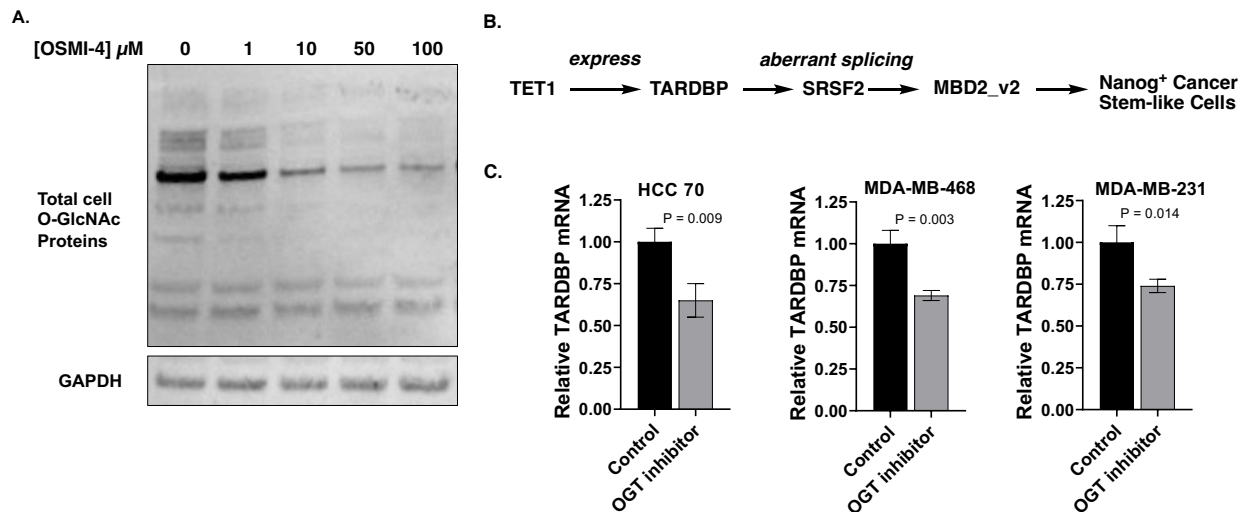 A.
[OSMI-4] µM 0 1 10 50 100
Total cell
O-GlcNAc
Proteins
GAPDH
B.
express
aberrant splicing
TET1 TARDBP SRSF2 MBD2_v2 Nanog⁺ Cancer
Stem-like Cells
C.
HCC 70
P = 0.009
Relative TARDBP mRNA
1.25
1.00
0.75
0.50
0.25
0.00
Control
OGT inhibitor
MDA-MB-468
P = 0.003
Relative TARDBP mRNA
1.25
1.00
0.75
0.50
0.25
0.00
Control
OGT inhibitor
MDA-MB-231
P = 0.014
Relative TARDBP mRNA
1.25
1.00
0.75
0.50
0.25
0.00
Control
OGT inhibitor